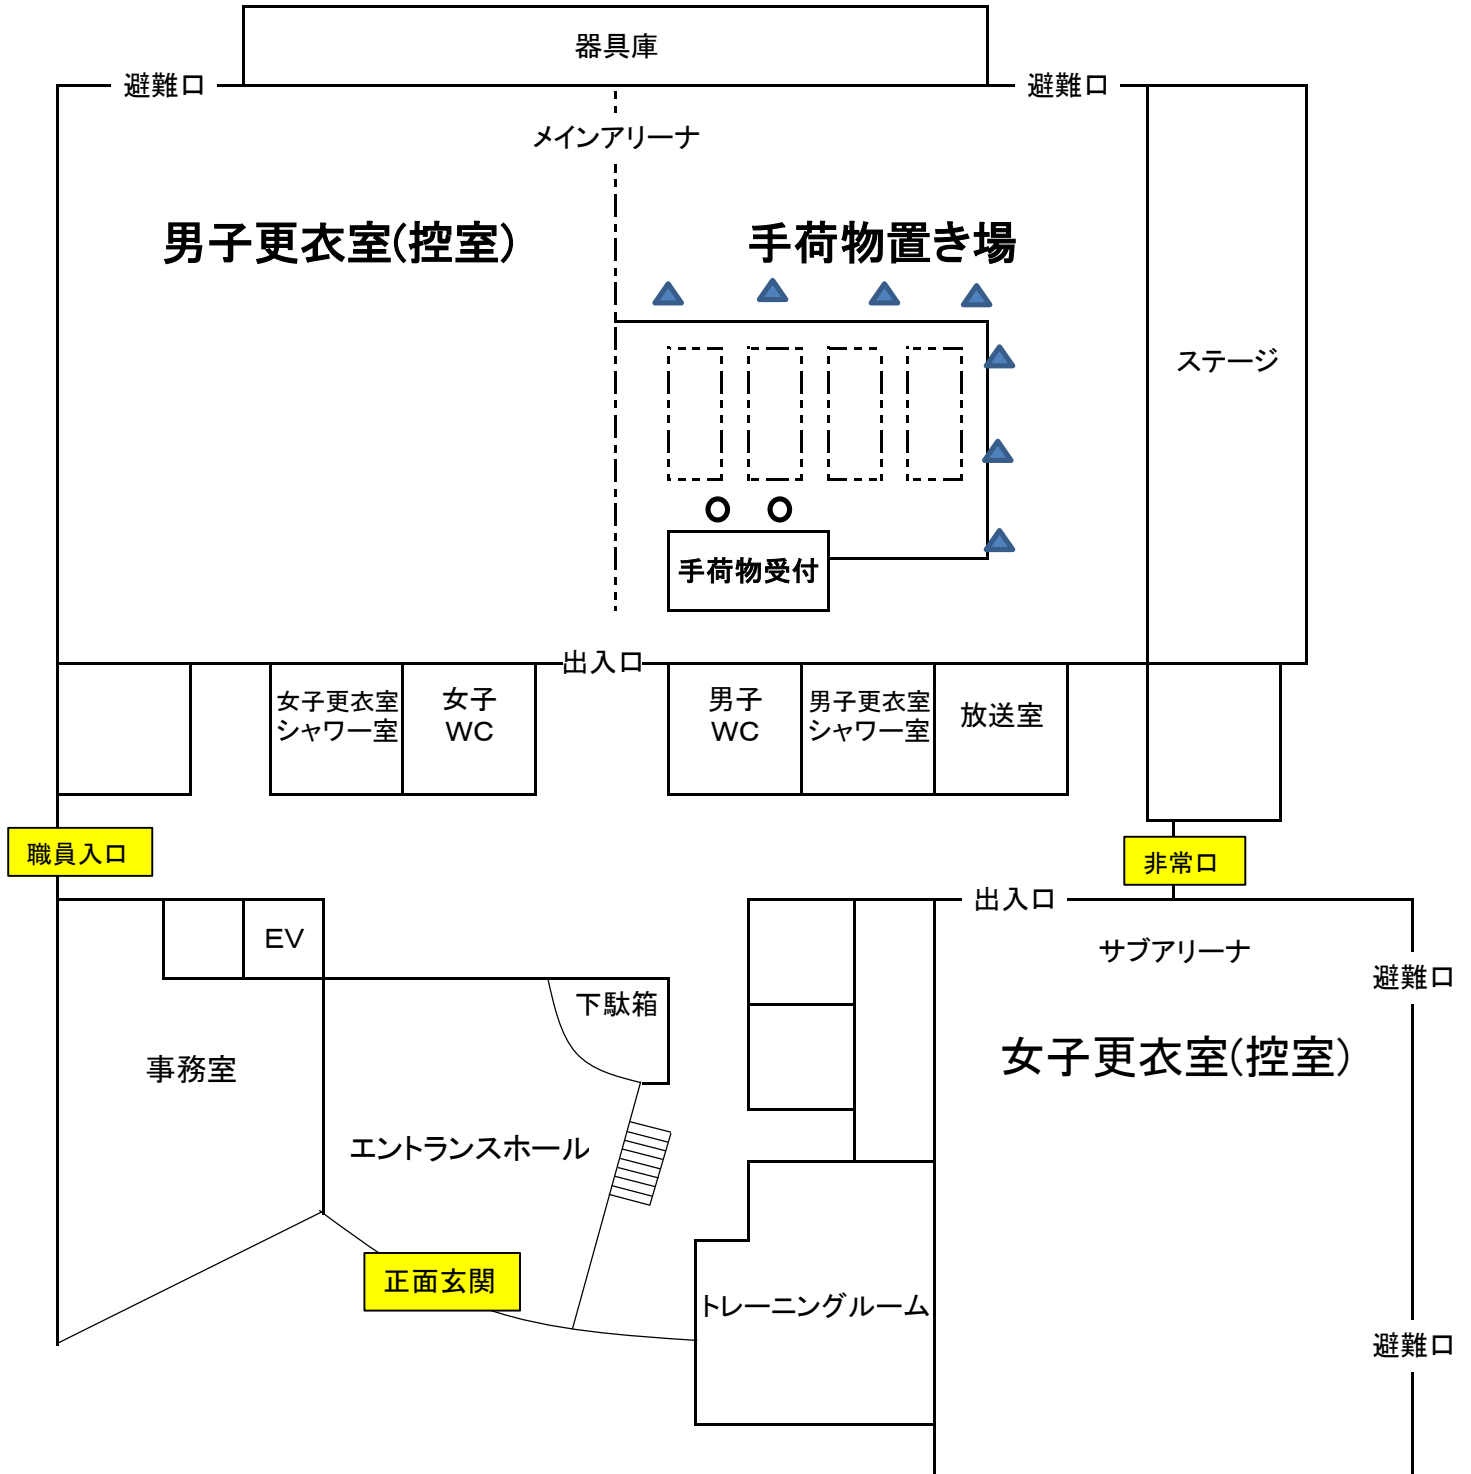 器具庫
避難口
避難口
メインアリーナ
男子更衣室(控室)
手荷物置き場
ステージ
手荷物受付
出入口
女子更衣室
シャワー室
女子
WC
男子
WC
男子更衣室
シャワー室
放送室
職員入口
非常口
出入口
EV
サブアリーナ
避難口
下駄箱
事務室
女子更衣室(控室)
エントランスホール
正面玄関
トレーニングルーム
避難口